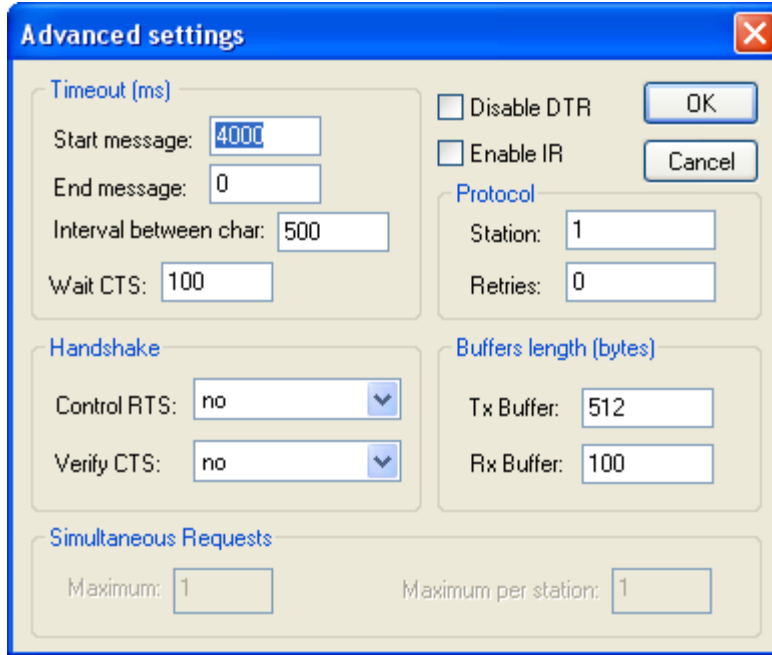 Advanced settings
Timeout (ms)
Start message: 4000
End message: 0
Interval between char: 500
Wait CTS: 100
Disable DTR
Enable IR
OK
Cancel
Protocol
Station: 1
Retries: 0
Handshake
Control RTS: no
Verify CTS: no
Buffers length (bytes)
Tx Buffer: 512
Rx Buffer: 100
Simultaneous Requests
Maximum: 1
Maximum per station: 1